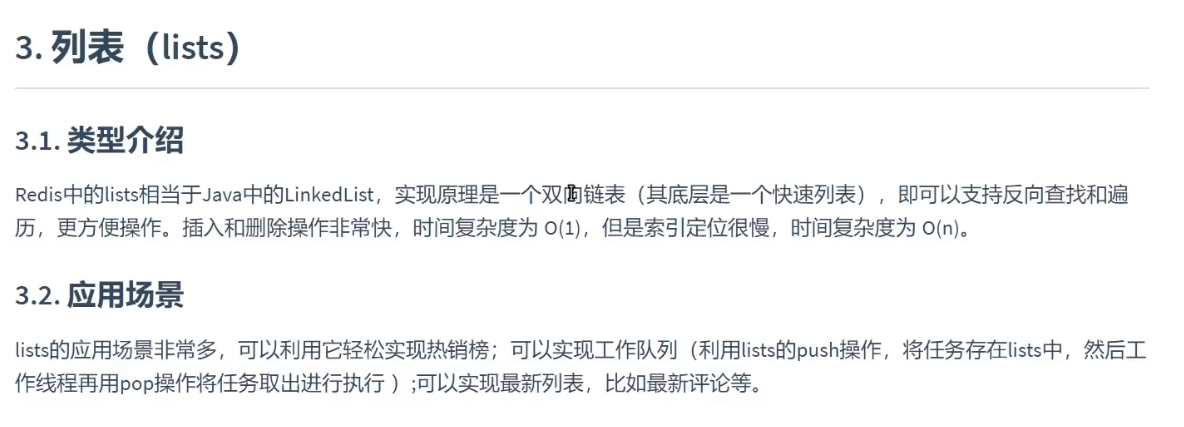 3. 列表（lists）
3.1. 类型介绍
Redis中的lists相当于Java中的LinkedList，实现原理是一个双向链表（其底层是一个快速列表），即可以支持反向查找和遍
历，更方便操作。插入和删除操作非常快，时间复杂度为 O(1)，但是索引定位很慢，时间复杂度为 O(n)。
3.2. 应用场景
lists的应用场景非常多，可以利用它轻松实现热销榜；可以实现工作队列（利用lists的push操作，将任务存在lists中，然后工
作线程再用pop操作将任务取出进行执行 ）;可以实现最新列表，比如最新评论等。